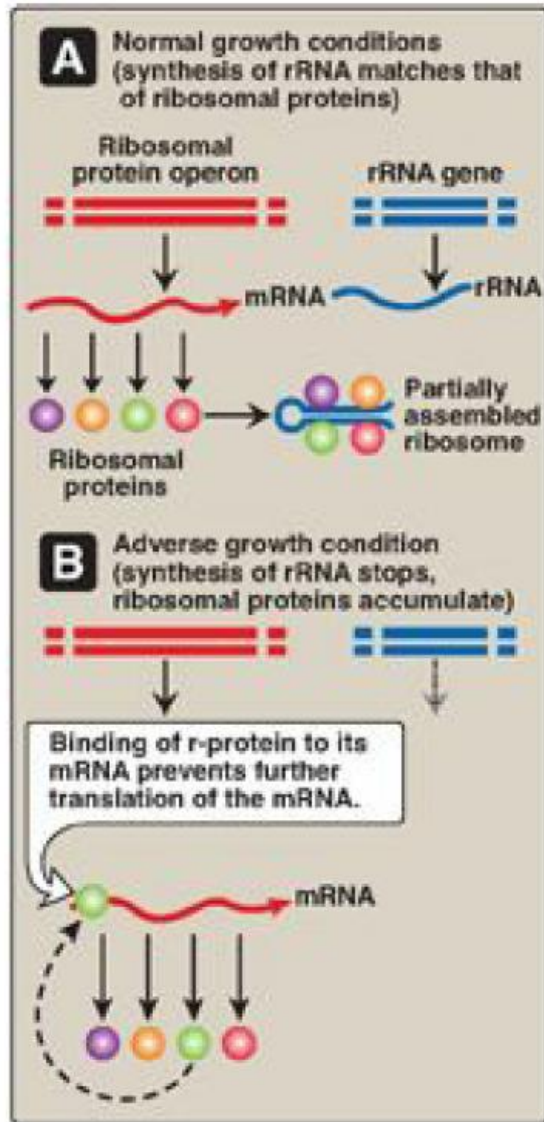 A Normal growth conditions
(synthesis of rRNA matches that
of ribosomal proteins)
Ribosomal
protein operon
rRNA gene
mRNA
rRNA
Partially
assembled
ribosome
Ribosomal
proteins
B Adverse growth condition
(synthesis of rRNA stops,
ribosomal proteins accumulate)
Binding of r-protein to its
mRNA prevents further
translation of the mRNA.
mRNA